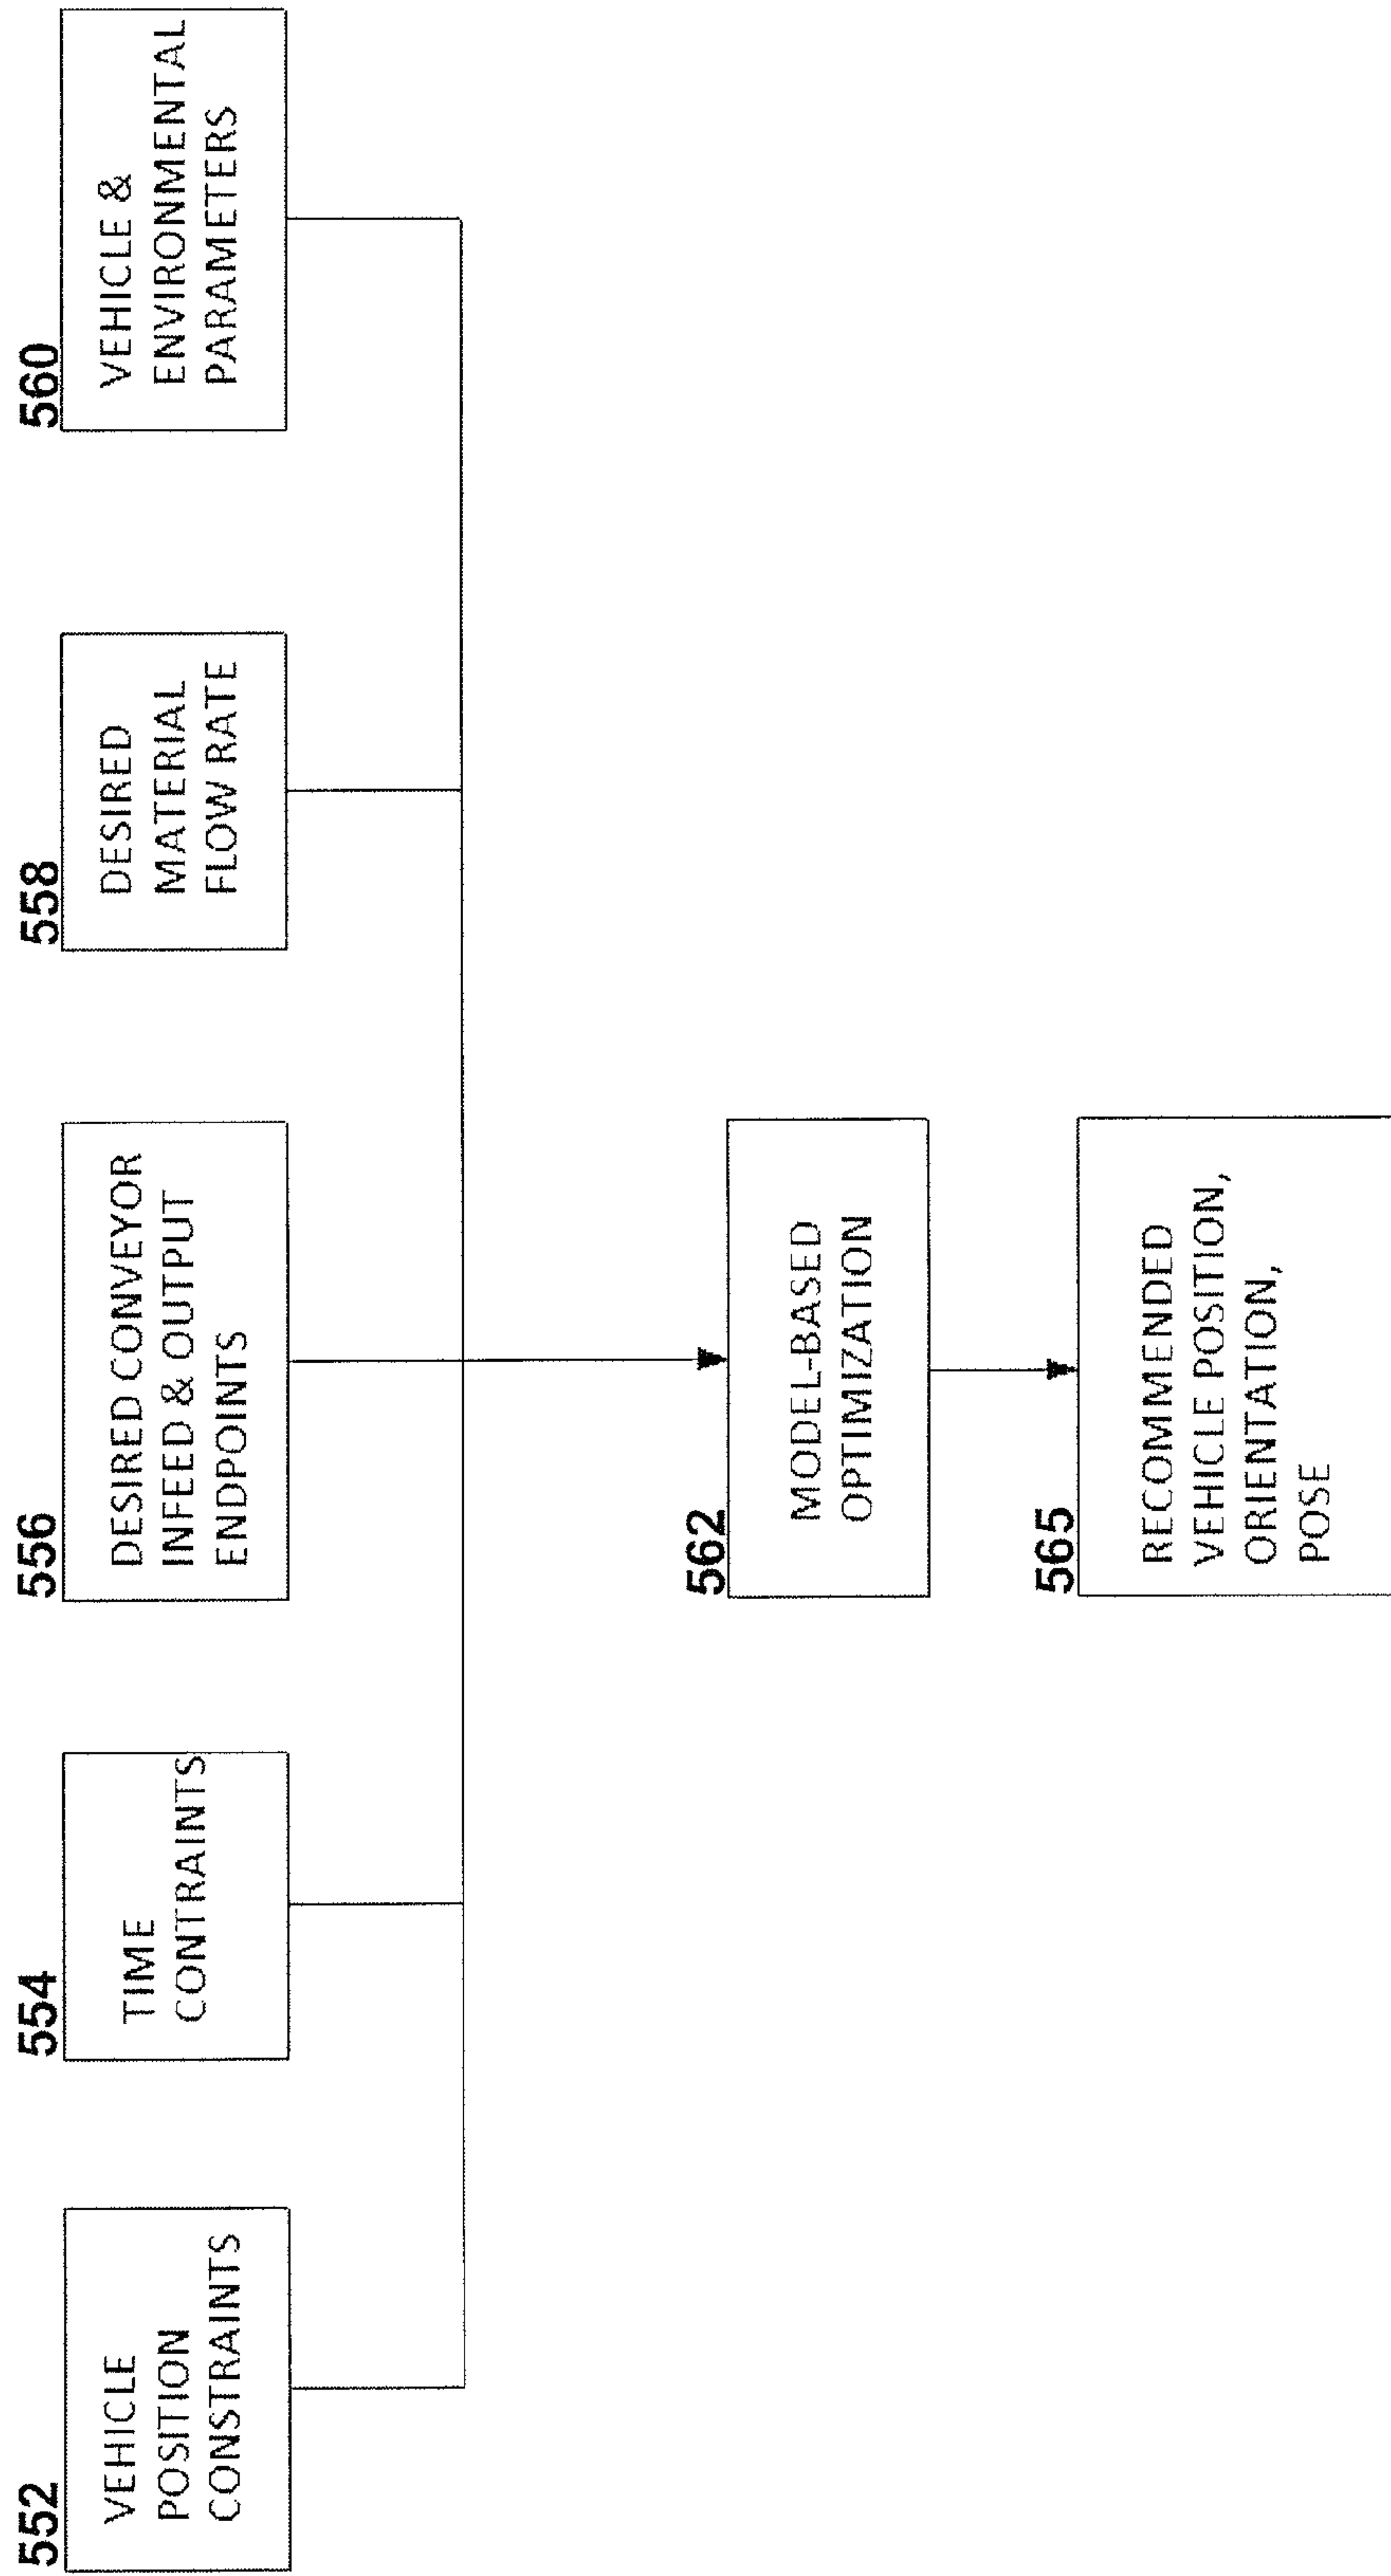 552
VEHICLE
POSITION
CONSTRAINTS
554
TIME
CONTRAINTS
556
DESIRED CONVEYOR
INFEED & OUTPUT
ENDPOINTS
558
DESIRED
MATERIAL
FLOW RATE
560
VEHICLE &
ENVIRONMENTAL
PARAMETERS
562
MODEL-BASED
OPTIMIZATION
565
RECOMMENDED
VEHICLE POSITION,
ORIENTATION,
POSE